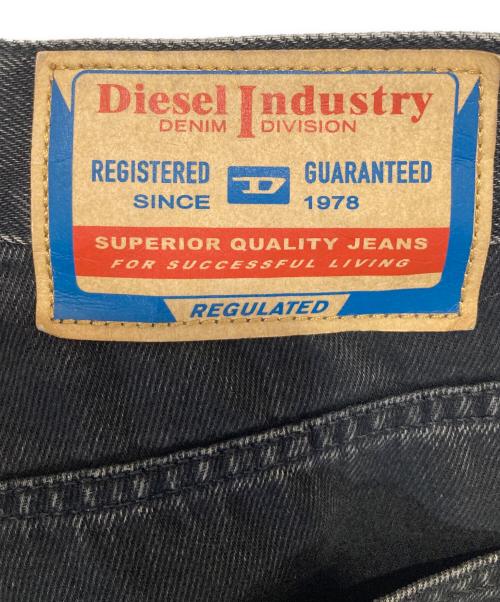 Diesel Industry
DENIM DIVISION
REGISTERED D GUARANTEED
SINCE 1978
SUPERIOR QUALITY JEANS
FOR SUCCESSFUL LIVING
REGULATED